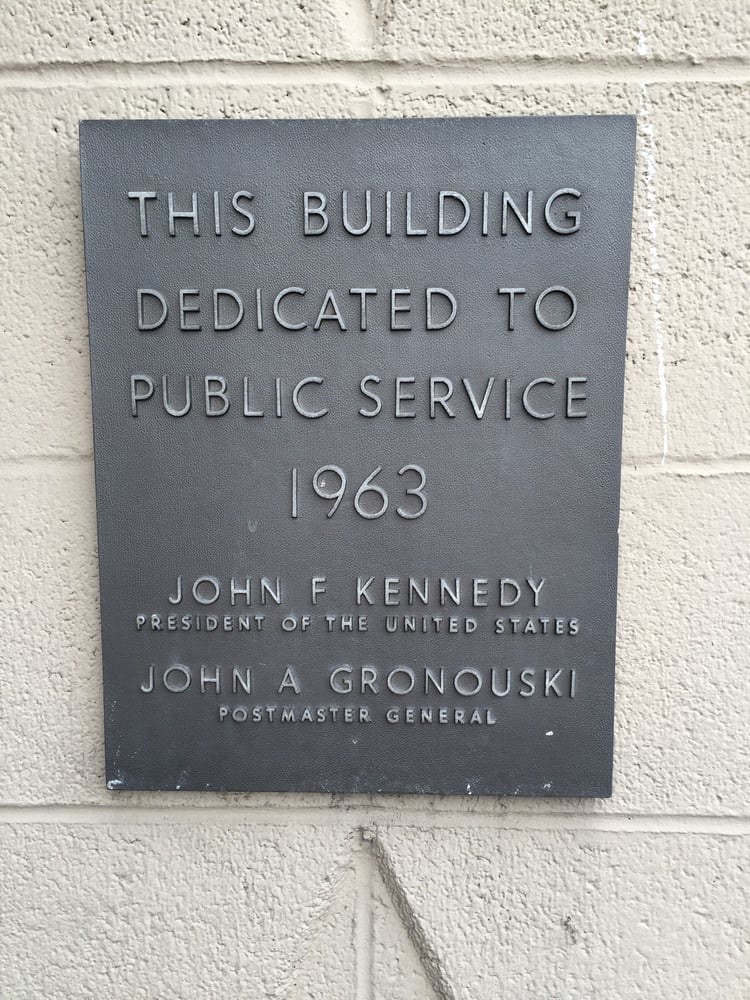 THIS BUILDING
DEDICATED TO
PUBLIC SERVICE
1963
JOHN F KENNEDY
PRESIDENT OF THE UNITED STATES
JOHN A GRONOUSKI
POSTMASTER GENERAL